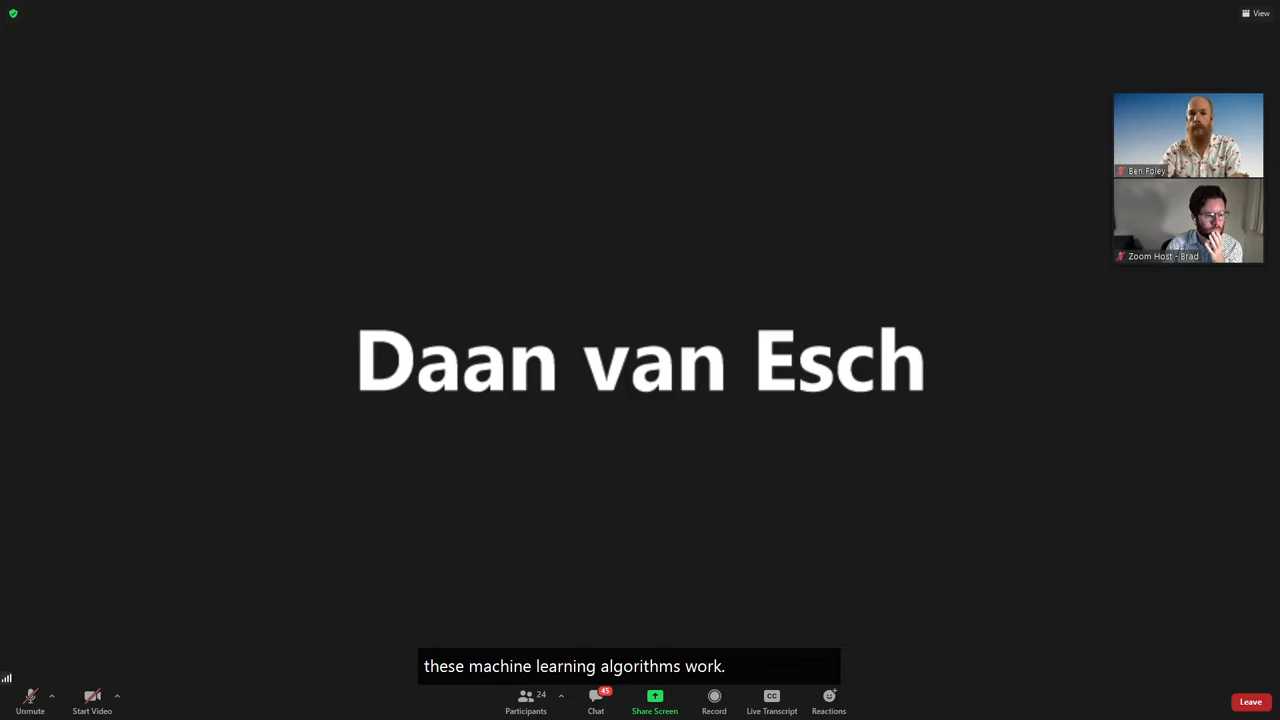 View
Ben Foley
Zoom Host - Brad
Daan van Esch
these machine learning algorithms work.
Unmute
Start Video
24
Participants
45
Chat
Share Screen
Record
CC
Live Transcript
Reactions
Leave